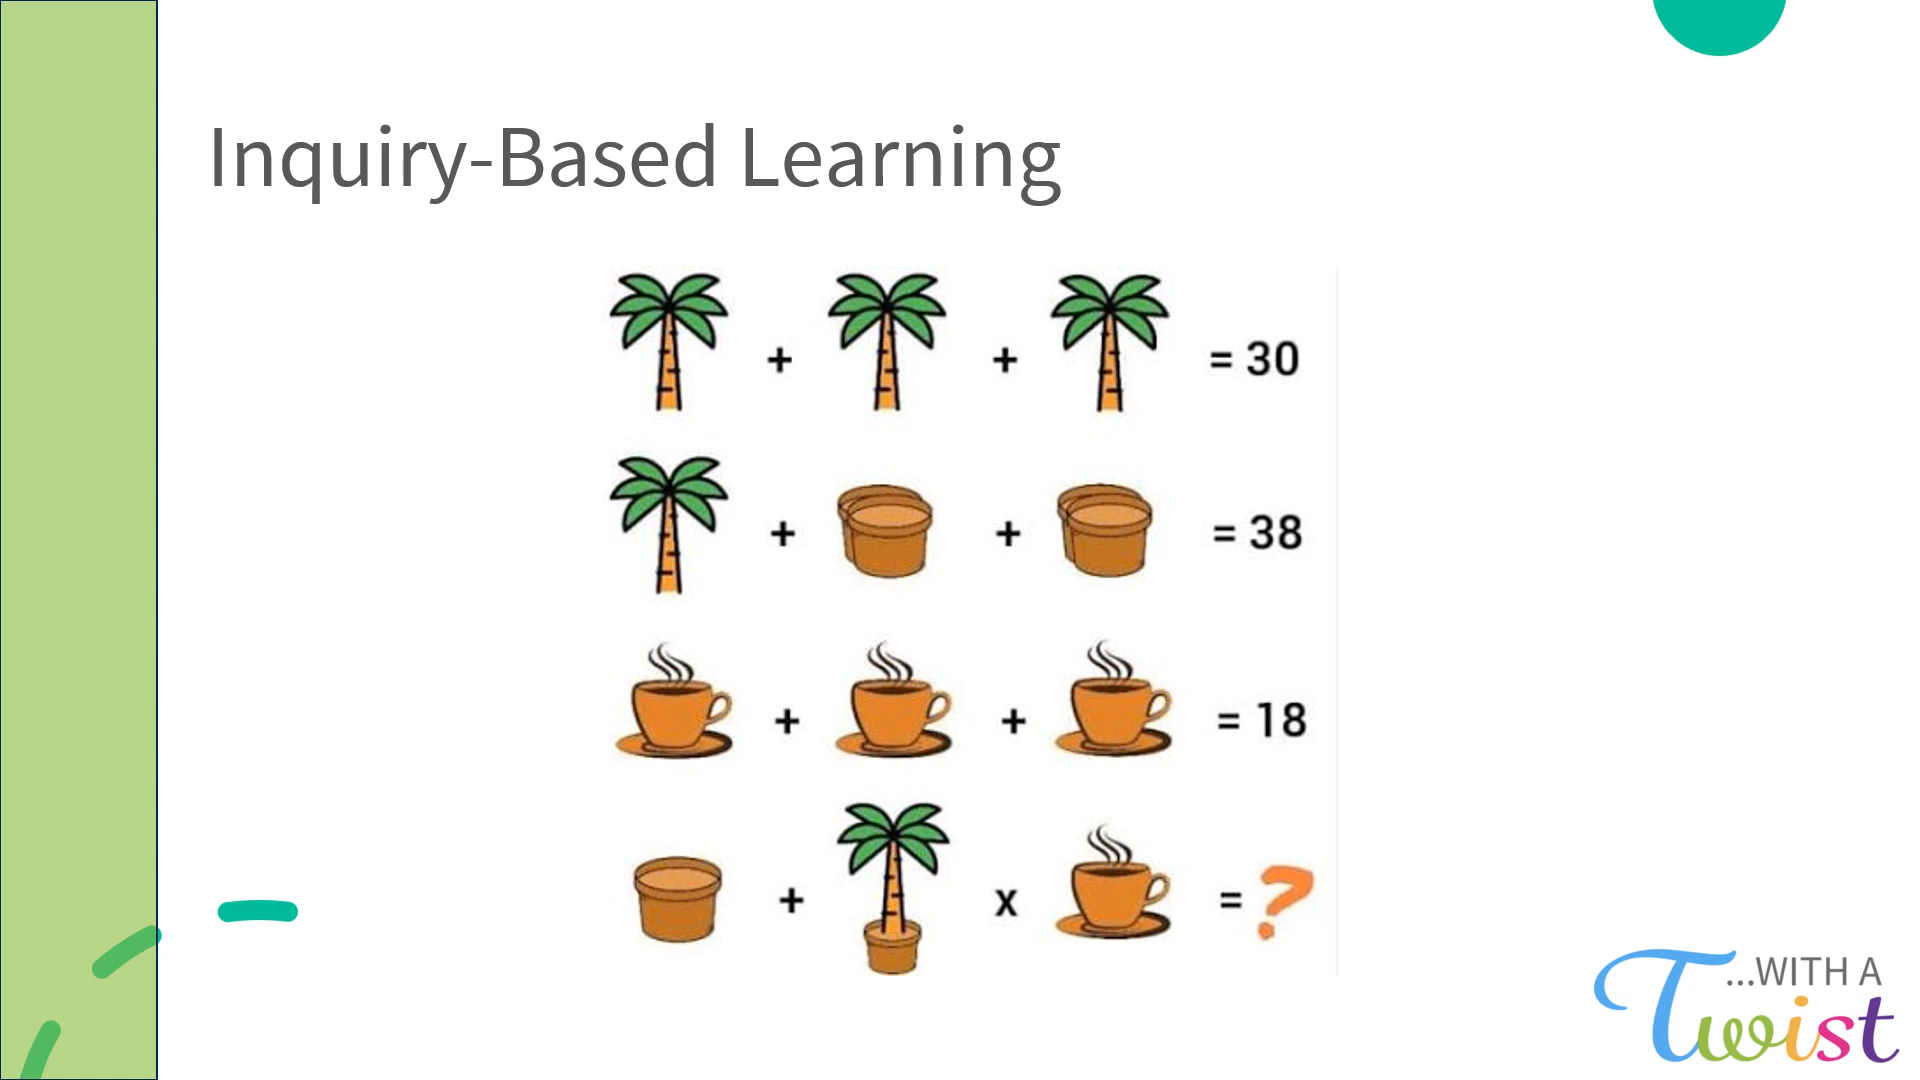 Inquiry-Based Learning
+ + = 30
+ + = 38
+ + = 18
+ x = ?
...WITH A
Twist